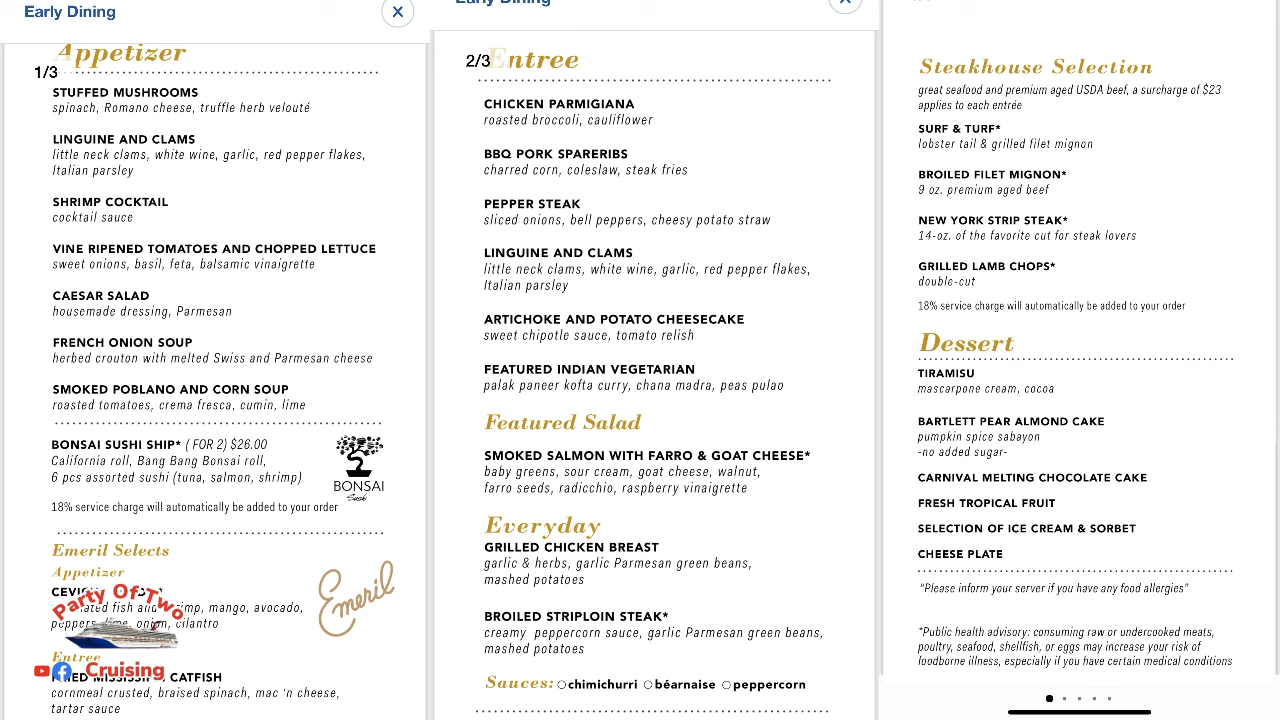 Early Dining
Appetizer
1/3
STUFFED MUSHROOMS
spinach, Romano cheese, truffle herb velouté
LINGUINE AND CLAMS
little neck clams, white wine, garlic, red pepper flakes,
Italian parsley
SHRIMP COCKTAIL
cocktail sauce
VINE RIPENED TOMATOES AND CHOPPED LETTUCE
sweet onions, basil, feta, balsamic vinaigrette
CAESAR SALAD
housemade dressing, Parmesan
FRENCH ONION SOUP
herbed crouton with melted Swiss and Parmesan cheese
SMOKED POBLANO AND CORN SOUP
roasted tomatoes, crema fresca, cumin, lime
BONSAI SUSHI SHIP* ( FOR 2) $26.00
California roll, Bang Bang Bonsai roll,
6 pcs assorted sushi (tuna, salmon, shrimp)
BONSAI
Sushi
18% service charge will automatically be added to your order
Emeril Selects
Appetizer
fish and mango, avocado,
cilantro
Emeril
Party Of Two
Cruising
Entree
CATFISH
cornmeal crusted, braised spinach, mac 'n cheese,
tartar sauce
Early Dining
2/3
Entree
CHICKEN PARMIGIANA
roasted broccoli, cauliflower
BBQ PORK SPARERIBS
charred corn, coleslaw, steak fries
PEPPER STEAK
sliced onions, bell peppers, cheesy potato straw
LINGUINE AND CLAMS
little neck clams, white wine, garlic, red pepper flakes,
Italian parsley
ARTICHOKE AND POTATO CHEESECAKE
sweet chipotle sauce, tomato relish
FEATURED INDIAN VEGETARIAN
palak paneer kofta curry, chana madra, peas pulao
Featured Salad
SMOKED SALMON WITH FARRO & GOAT CHEESE*
baby greens, sour cream, goat cheese, walnut,
farro seeds, radicchio, raspberry vinaigrette
Everyday
GRILLED CHICKEN BREAST
garlic & herbs, garlic Parmesan green beans,
mashed potatoes
BROILED STRIPLOIN STEAK*
creamy peppercorn sauce, garlic Parmesan green beans,
mashed potatoes
Sauces: chimichurri béarnaise peppercorn
Steakhouse Selection
great seafood and premium aged USDA beef, a surcharge of $23
applies to each entrée
SURF & TURF*
lobster tail & grilled filet mignon
BROILED FILET MIGNON*
9 oz. premium aged beef
NEW YORK STRIP STEAK*
14-oz. of the favorite cut for steak lovers
GRILLED LAMB CHOPS*
double-cut
18% service charge will automatically be added to your order
Dessert
TIRAMISU
mascarpone cream, cocoa
BARTLETT PEAR ALMOND CAKE
pumpkin spice sabayon
-no added sugar-
CARNIVAL MELTING CHOCOLATE CAKE
FRESH TROPICAL FRUIT
SELECTION OF ICE CREAM & SORBET
CHEESE PLATE
"Please inform your server if you have any food allergies"
*Public health advisory: consuming raw or undercooked meats,
poultry, seafood, shellfish, or eggs may increase your risk of
foodborne illness, especially if you have certain medical conditions